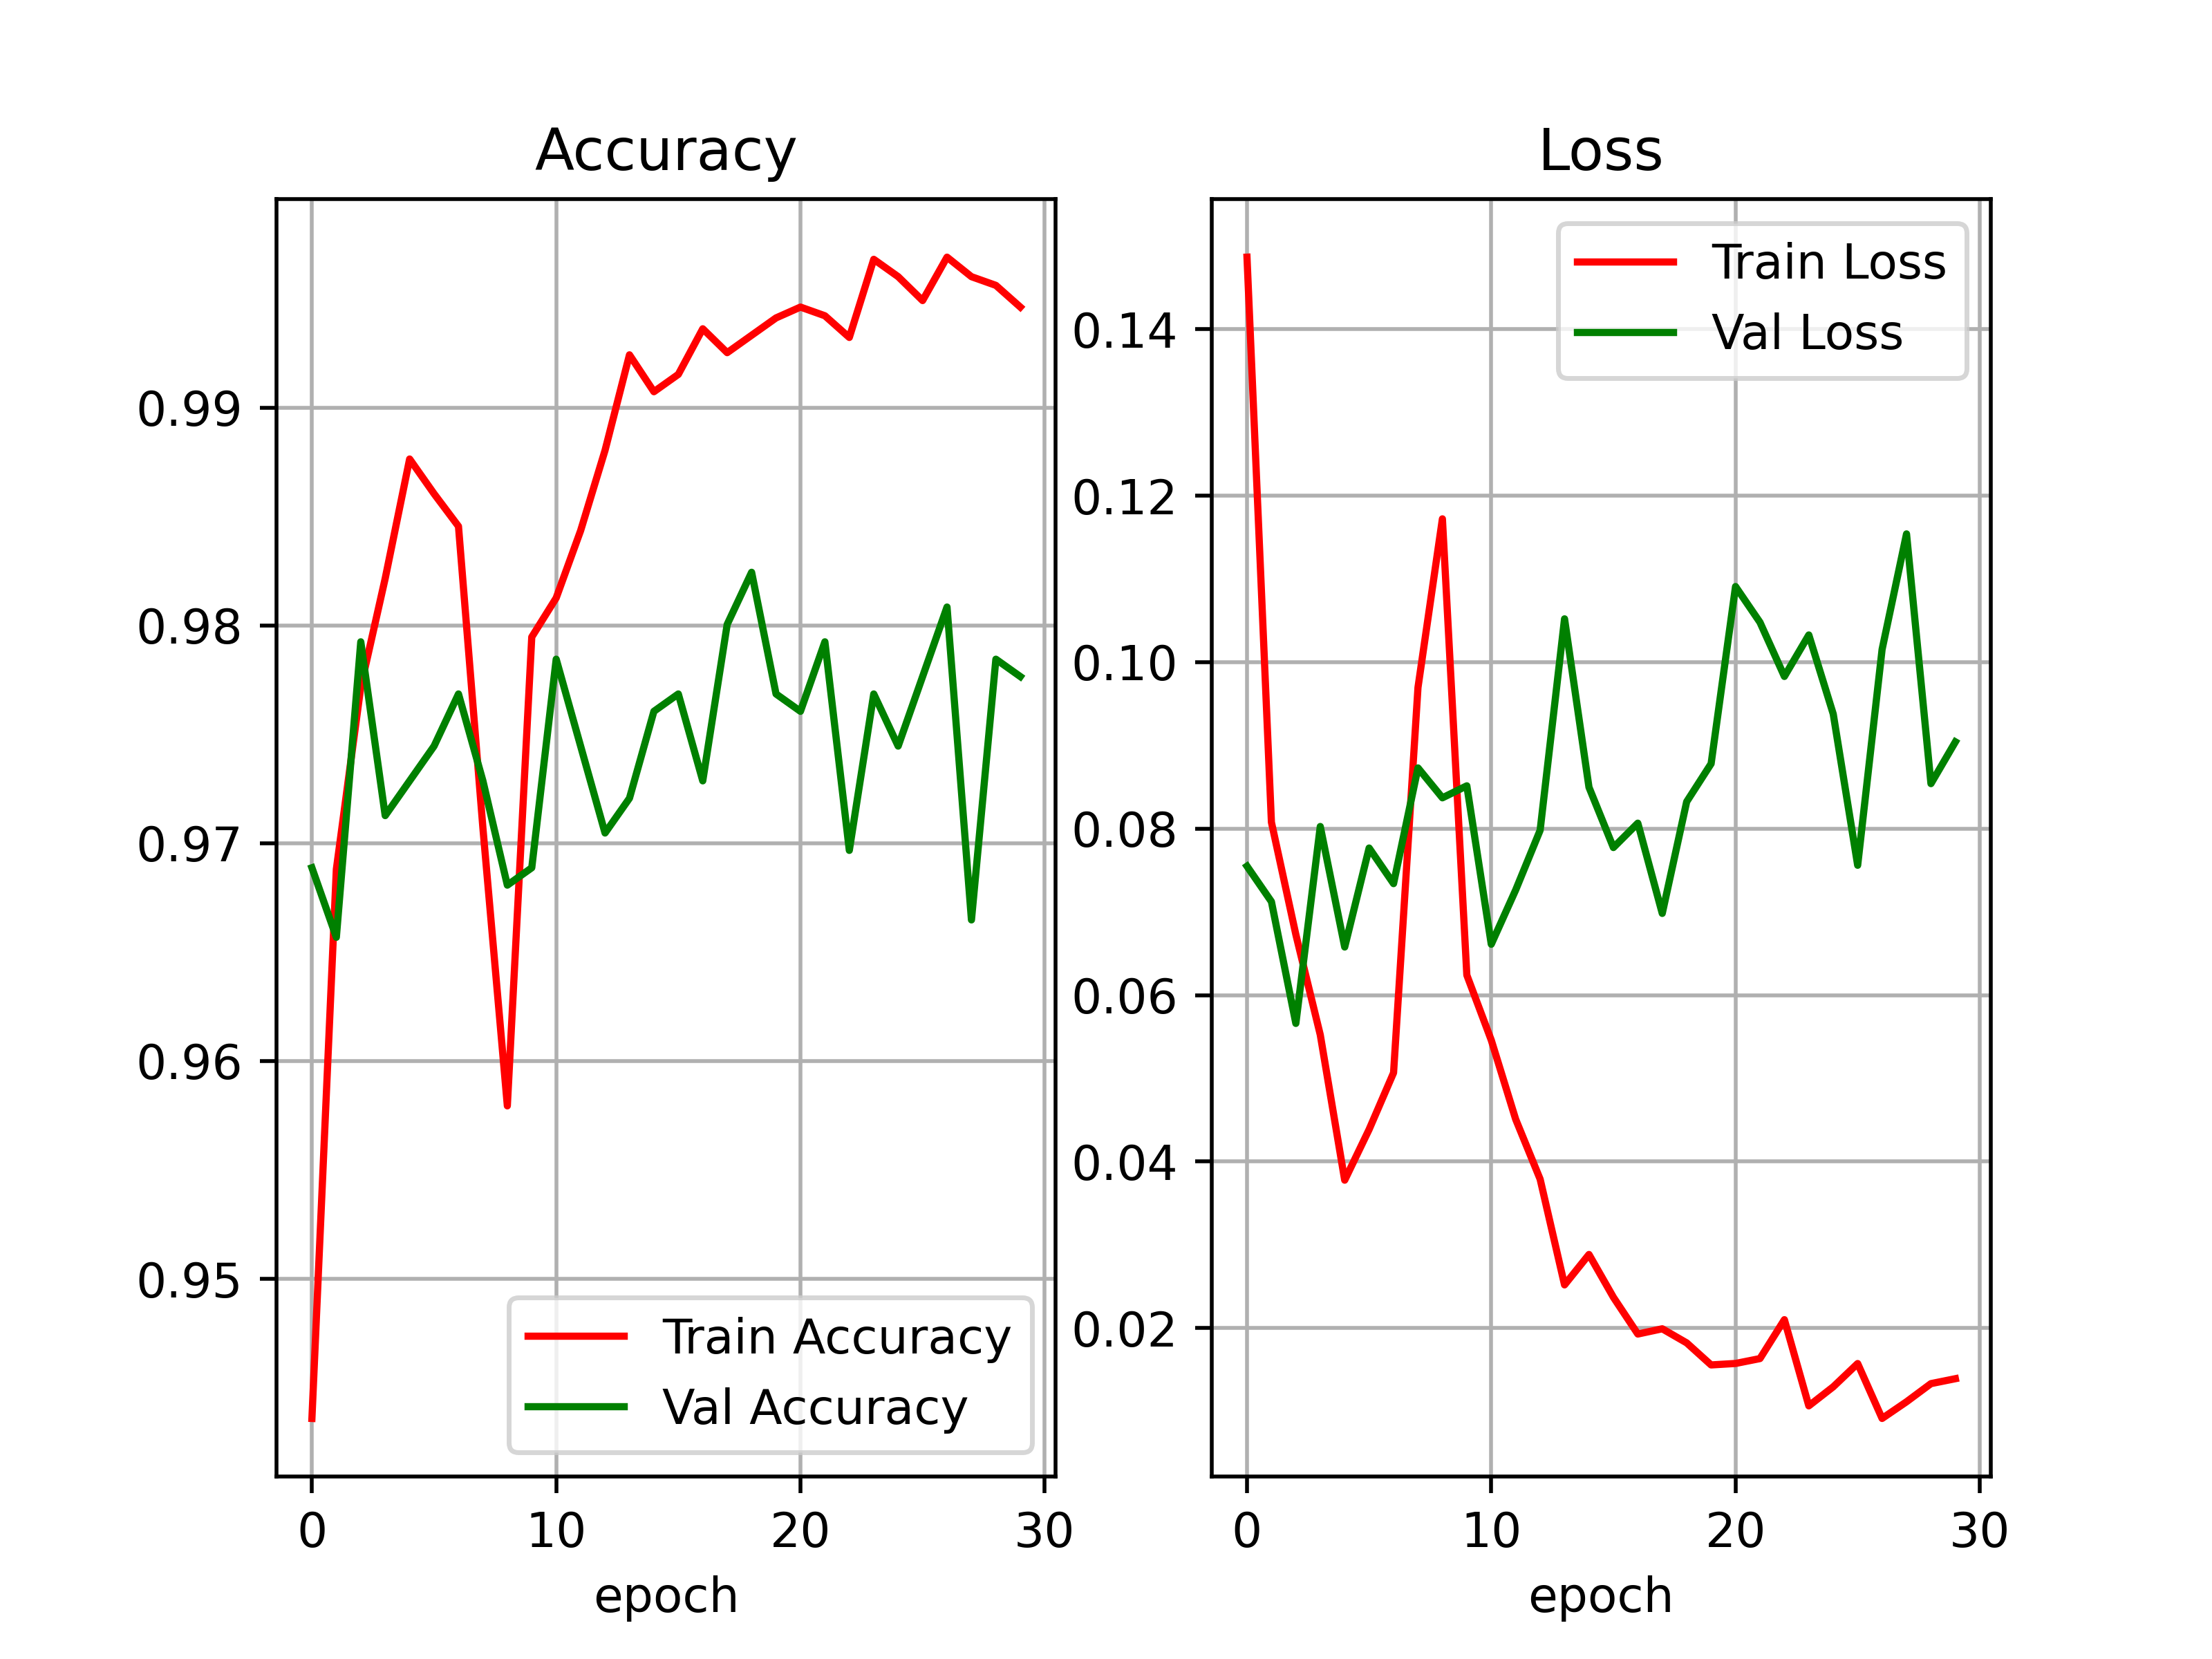 Accuracy
0.99
0.98
0.97
0.96
0.95
Train Accuracy
Val Accuracy
0 10 20 30
epoch
Loss
Train Loss
Val Loss
0.14
0.12
0.10
0.08
0.06
0.04
0.02
0 10 20 30
epoch